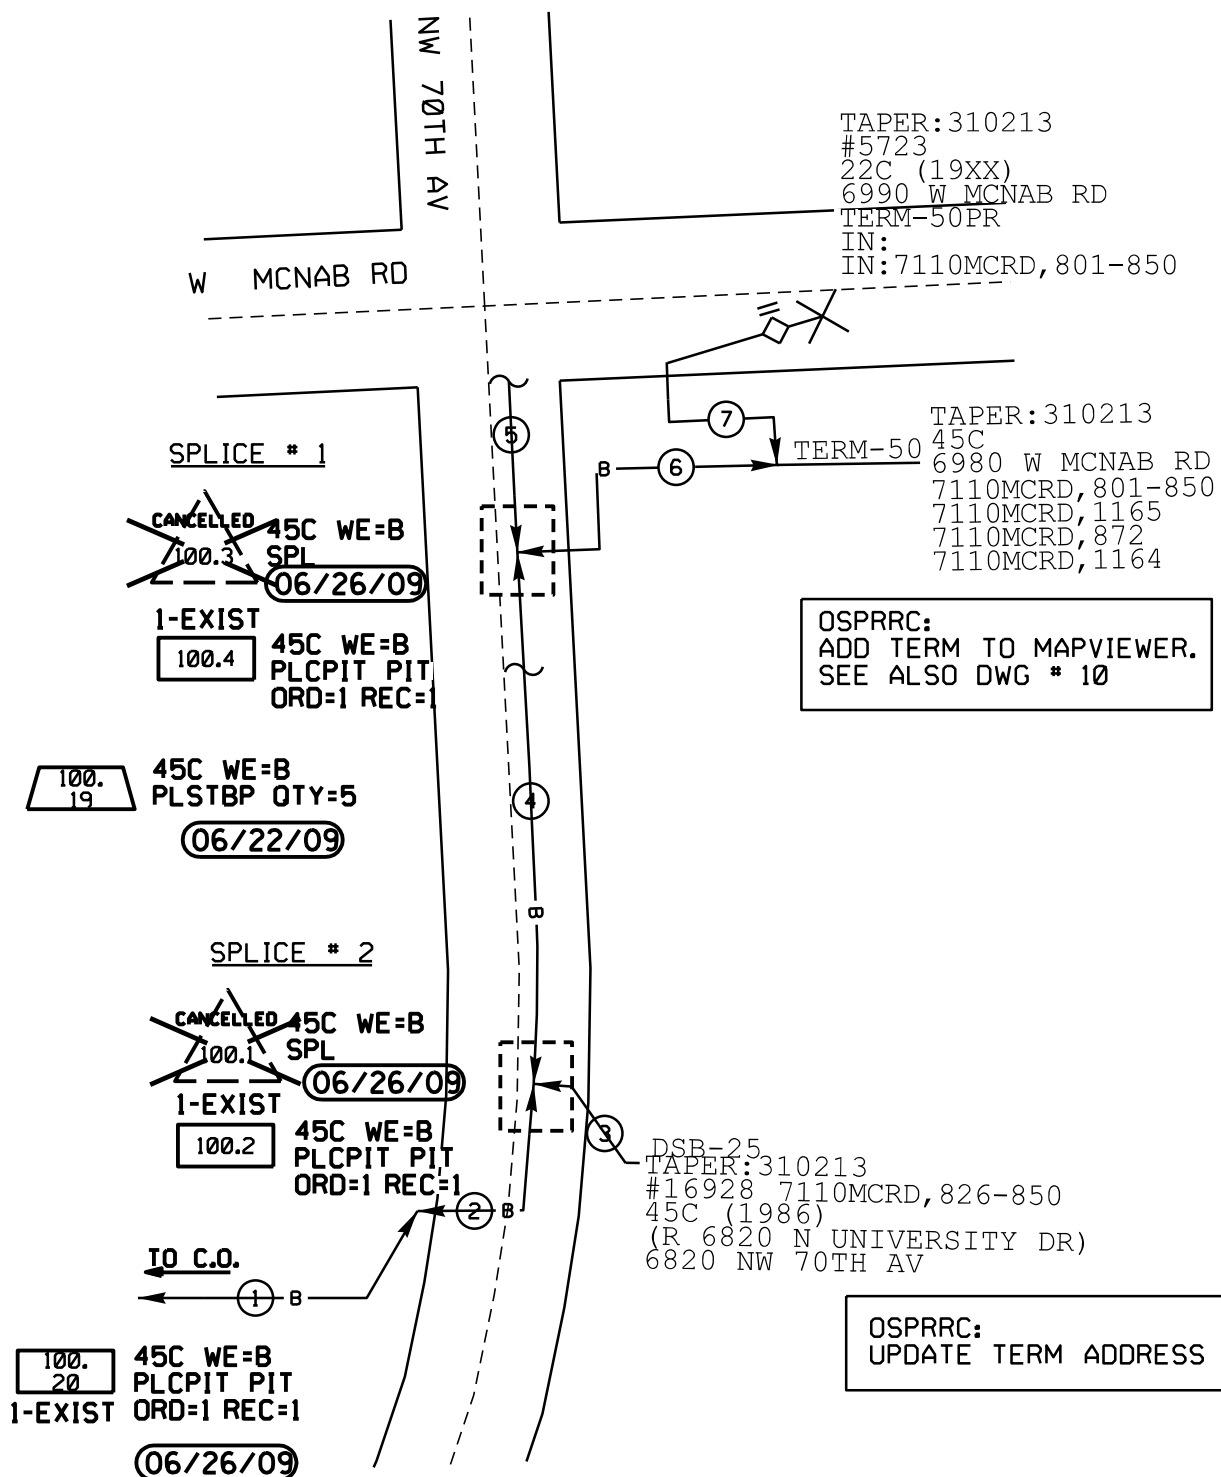 NW 70TH AV
TAPER:310213
#5723
22C (19XX)
6990 W MCNAB RD
TERM-50PR
IN:
IN:7110MCRD,801-850
W MCNAB RD
5
7
6
B
TERM-50
TAPER:310213
45C
6980 W MCNAB RD
7110MCRD,801-850
7110MCRD,1165
7110MCRD,872
7110MCRD,1164
SPLICE # 1
CANCELLED
100.3
45C WE=B
SPL
06/26/09
1-EXIST
100.4
45C WE=B
PLCPIT PIT
ORD=1 REC=1
OSPRRC:
ADD TERM TO MAPVIEWER.
SEE ALSO DWG # 10
100.
19
45C WE=B
PLSTBP QTY=5
06/22/09
4
B
SPLICE # 2
CANCELLED
100.1
45C WE=B
SPL
06/26/09
1-EXIST
100.2
45C WE=B
PLCPIT PIT
ORD=1 REC=1
3
DSB-25
TAPER:310213
#16928 7110MCRD,826-850
45C (1986)
(R 6820 N UNIVERSITY DR)
6820 NW 70TH AV
2
B
TO C.O.
1
B
OSPRRC:
UPDATE TERM ADDRESS
100.
20
1-EXIST
45C WE=B
PLCPIT PIT
ORD=1 REC=1
06/26/09